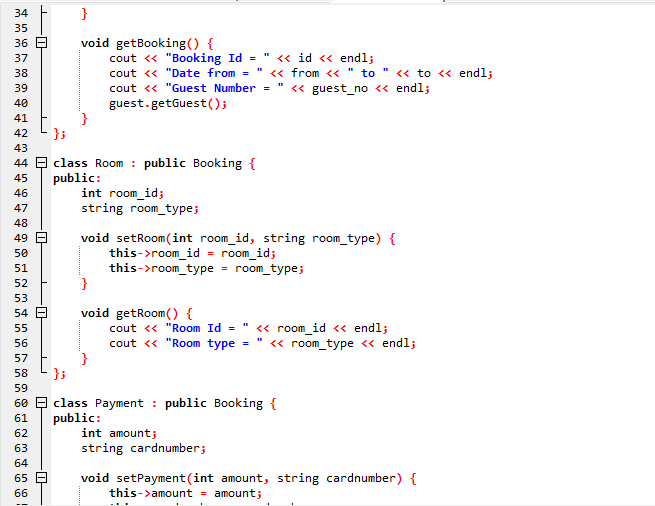 34 }
35
36 void getBooking() {
37 cout << "Booking Id = " << id << endl;
38 cout << "Date from = " << from << " to " << to << endl;
39 cout << "Guest Number = " << guest_no << endl;
40 guest.getGuest();
41 }
42 };
43
44 class Room : public Booking {
45 public:
46 int room_id;
47 string room_type;
48
49 void setRoom(int room_id, string room_type) {
50 this->room_id = room_id;
51 this->room_type = room_type;
52 }
53
54 void getRoom() {
55 cout << "Room Id = " << room_id << endl;
56 cout << "Room type = " << room_type << endl;
57 }
58 };
59
60 class Payment : public Booking {
61 public:
62 int amount;
63 string cardnumber;
64
65 void setPayment(int amount, string cardnumber) {
66 this->amount = amount;